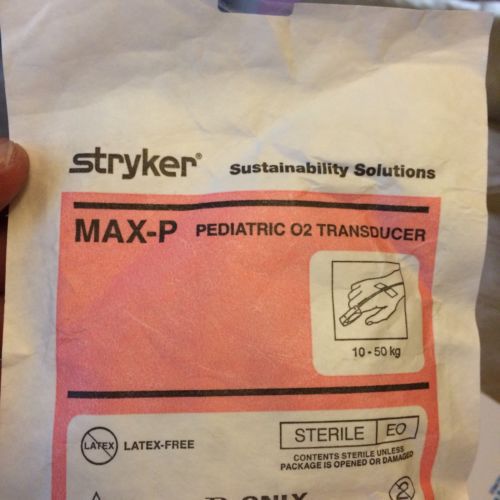 stryker® Sustainability Solutions
MAX-P PEDIATRIC O2 TRANSDUCER
10 - 50 kg
LATEX LATEX-FREE
STERILE EO
CONTENTS STERILE UNLESS
PACKAGE IS OPENED OR DAMAGED
ONLY